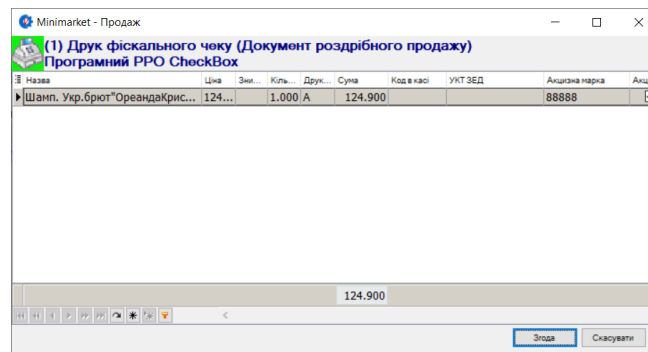 Minimarket - Продаж
(1) Друк фіскального чеку (Документ роздрібного продажу)
Програмний РРО CheckBox
Назва Ціна Зни... Кіль... Друк... Сума Код в касі УКТ ЗЕД Акцизна марка Акц
Шамп. Укр.брют"ОреандаКрис... 124... 1.000 А 124.900 88888
124.900
Згода Скасувати